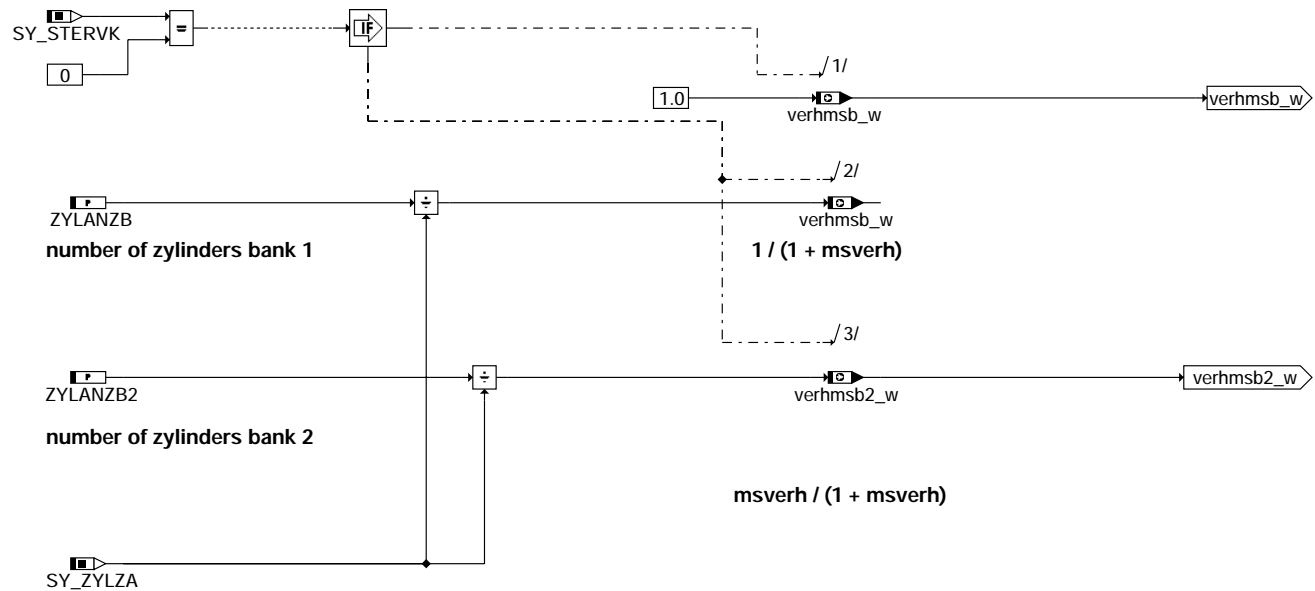 SY_STERVK
=
IF
0
/1/
1.0
verhmsb_w
verhmsb_w
/2/
P
÷
ZYLANZB
verhmsb_w
number of zylinders bank 1
1 / (1 + msverh)
/3/
P
÷
ZYLANZB2
verhmsb2_w
verhmsb2_w
number of zylinders bank 2
msverh / (1 + msverh)
SY_ZYLZA